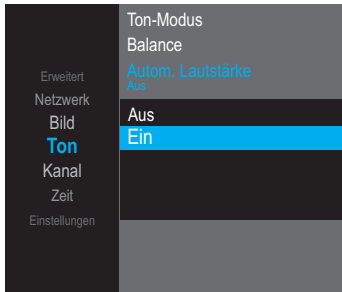 Erweitert
Netzwerk
Bild
Ton
Kanal
Zeit
Einstellungen
Ton-Modus
Balance
Autom. Lautstärke
Aus
Aus
Ein